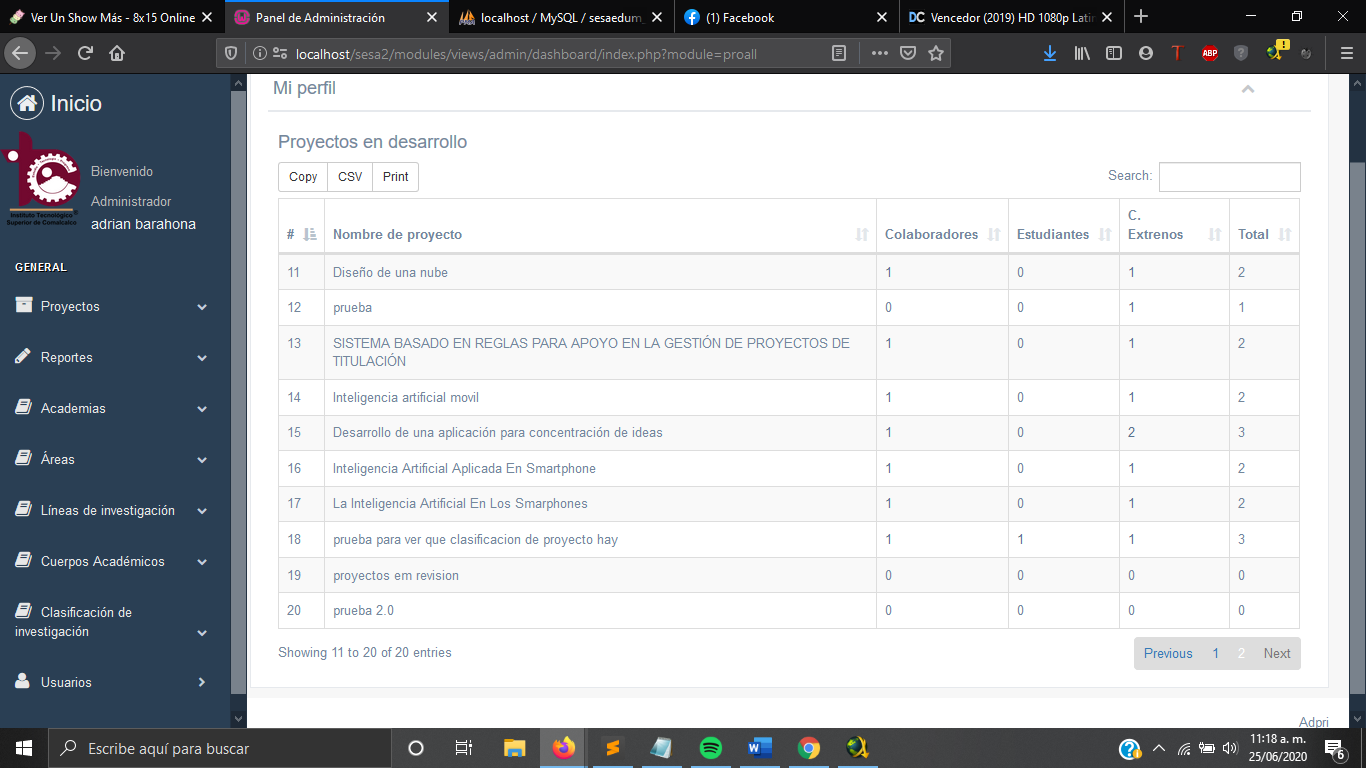 Ver Un Show Más - 8x15 Online
Panel de Administración
localhost / MySQL / sesaedum_
(1) Facebook
DC Vencedor (2019) HD 1080p Latin
localhost/sesa2/modules/views/admin/dashboard/index.php?module=proall
ABP
Inicio
Instituto Tecnológico
Superior de Comalcalco
Bienvenido
Administrador
adrian barahona
GENERAL
Proyectos
Reportes
Academias
Áreas
Líneas de investigación
Cuerpos Académicos
Clasificación de
investigación
Usuarios
Mi perfil
Proyectos en desarrollo
Copy CSV Print
Search:
# Nombre de proyecto Colaboradores Estudiantes C. Extrenos Total
11 Diseño de una nube 1 0 1 2
12 prueba 0 0 1 1
13 SISTEMA BASADO EN REGLAS PARA APOYO EN LA GESTIÓN DE PROYECTOS DE 1 0 1 2
TITULACIÓN
14 Inteligencia artificial movil 1 0 1 2
15 Desarrollo de una aplicación para concentración de ideas 1 0 2 3
16 Inteligencia Artificial Aplicada En Smartphone 1 0 1 2
17 La Inteligencia Artificial En Los Smarphones 1 0 1 2
18 prueba para ver que clasificacion de proyecto hay 1 1 1 3
19 proyectos em revision 0 0 0 0
20 prueba 2.0 0 0 0 0
Showing 11 to 20 of 20 entries
Previous 1 2 Next
Adpri
Escribe aquí para buscar
11:18 a. m.
25/06/2020
6